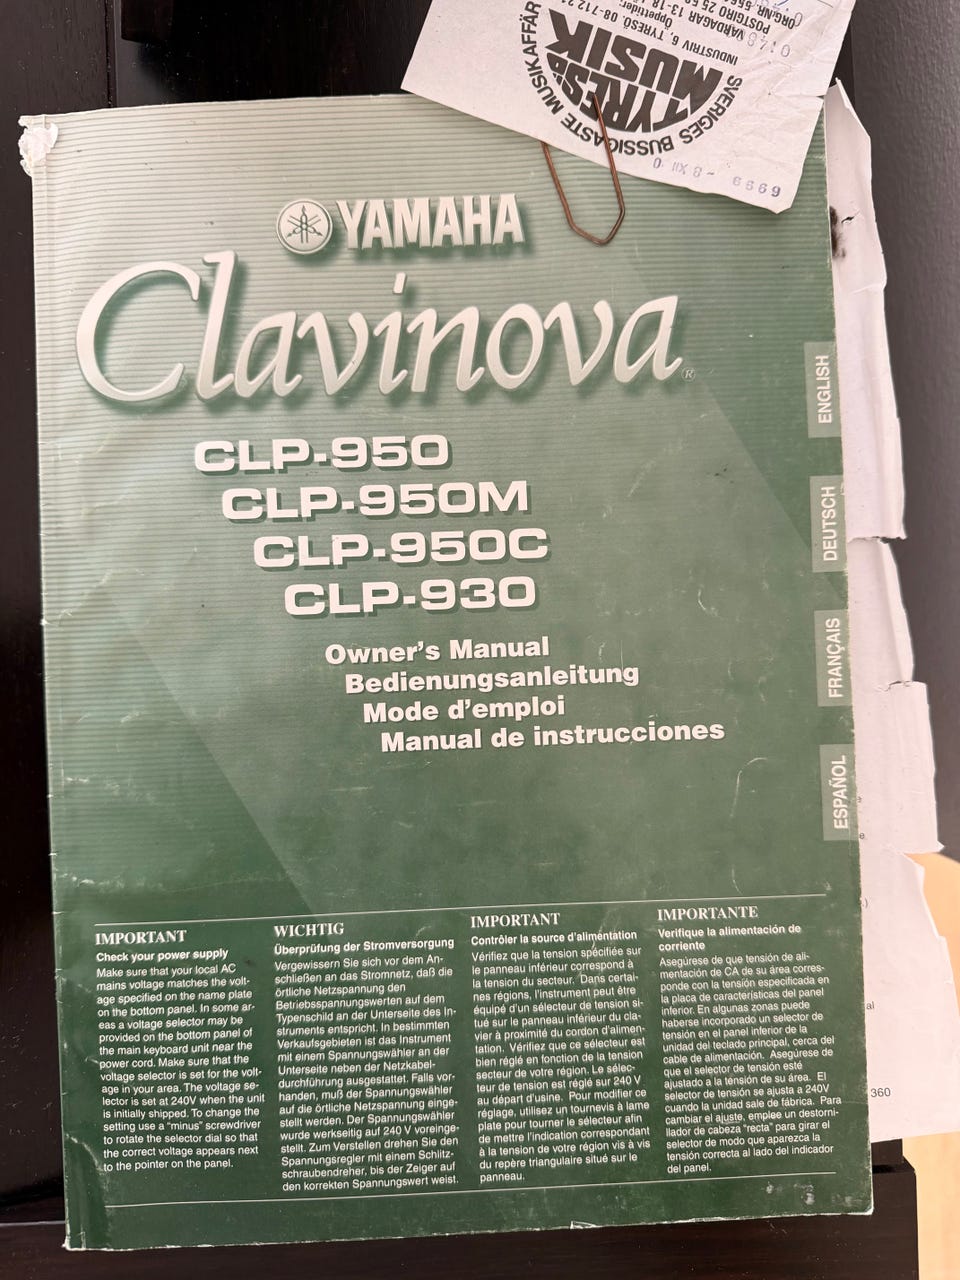 SVERIGES BUSSIGASTE MUSIKAFFÄR
TYRESÖ
MUSIK
INDUSTRIV 6, TYRESÖ. 08-712
Öppettider:
VARDAGAR 13-18
POSTGIRO 25
ORG.NR.
YAMAHA
Clavinova®
CLP-950
CLP-950M
CLP-950C
CLP-930
Owner's Manual
Bedienungsanleitung
Mode d'emploi
Manual de instrucciones
ENGLISH
DEUTSCH
FRANÇAIS
ESPAÑOL
IMPORTANT
Check your power supply
Make sure that your local AC
mains voltage matches the volt-
age specified on the name plate
on the bottom panel. In some ar-
eas a voltage selector may be
provided on the bottom panel of
the main keyboard unit near the
power cord. Make sure that the
voltage selector is set for the volt-
age in your area. The voltage se-
lector is set at 240V when the unit
is initially shipped. To change the
setting use a "minus" screwdriver
to rotate the selector dial so that
the correct voltage appears next
to the pointer on the panel.
WICHTIG
Überprüfung der Stromversorgung
Vergewissern Sie sich vor dem An-
schließen an das Stromnetz, daß die
örtliche Netzspannung den
Betriebsspannungswerten auf dem
Typenschild an der Unterseite des In-
struments entspricht. In bestimmten
Verkaufsgebieten ist das Instrument
mit einem Spannungswähler an der
Unterseite neben der Netzkabel-
durchführung ausgestattet. Falls vor-
handen, muß der Spannungswähler
auf die örtliche Netzspannung einge-
stellt werden. Der Spannungswähler
wurde werkseitig auf 240 V voreinge-
stellt. Zum Verstellen drehen Sie den
Spannungsregler mit einem Schlitz-
schraubendreher, bis der Zeiger auf
den korrekten Spannungswert weist.
IMPORTANT
Contrôler la source d'alimentation
Vérifiez que la tension spécifiée sur
le panneau inférieur correspond à
la tension du secteur. Dans certai-
nes régions, l'instrument peut être
équipé d'un sélecteur de tension si-
tué sur le panneau inférieur du cla-
vier à proximité du cordon d'alimen-
tation. Vérifiez que ce sélecteur est
bien réglé en fonction de la tension
secteur de votre région. Le sélec-
teur de tension est réglé sur 240 V
au départ d'usine. Pour modifier ce
réglage, utilisez un tournevis à lame
plate pour tourner le sélecteur afin
de mettre l'indication correspondant
à la tension de votre région vis à vis
du repère triangulaire situé sur le
panneau.
IMPORTANTE
Verifique la alimentación de
corriente
Asegúrese de que tensión de ali-
mentación de CA de su área corres-
ponde con la tensión especificada en
la placa de características del panel
inferior. En algunas zonas puede
haberse incorporado un selector de
tensión en el panel inferior de la
unidad del teclado principal, cerca del
cable de alimentación. Asegúrese de
que el selector de tensión esté
ajustado a la tensión de su área. El
selector de tensión se ajusta a 240V
cuando la unidad sale de fábrica. Para
cambiar el ajuste, emplee un destorni-
llador de cabeza "recta" para girar el
selector de modo que aparezca la
tensión correcta al lado del indicador
del panel.
al
360